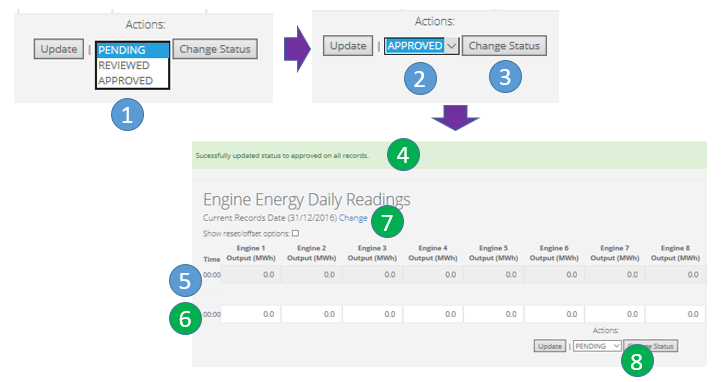 Actions:
Update | PENDING Change Status
REVIEWED
APPROVED
1
Actions:
Update | APPROVED Change Status
2 3
Sucessfully updated status to approved on all records. 4
Engine Energy Daily Readings
Current Records Date (31/12/2016) Change 7
Show reset/offset options:
Time Engine 1 Output (MWh) Engine 2 Output (MWh) Engine 3 Output (MWh) Engine 4 Output (MWh) Engine 5 Output (MWh) Engine 6 Output (MWh) Engine 7 Output (MWh) Engine 8 Output (MWh)
5 00:00 0.0 0.0 0.0 0.0 0.0 0.0 0.0 0.0
6 00:00 0.0 0.0 0.0 0.0 0.0 0.0 0.0 0.0
Actions:
Update | PENDING 8 Status